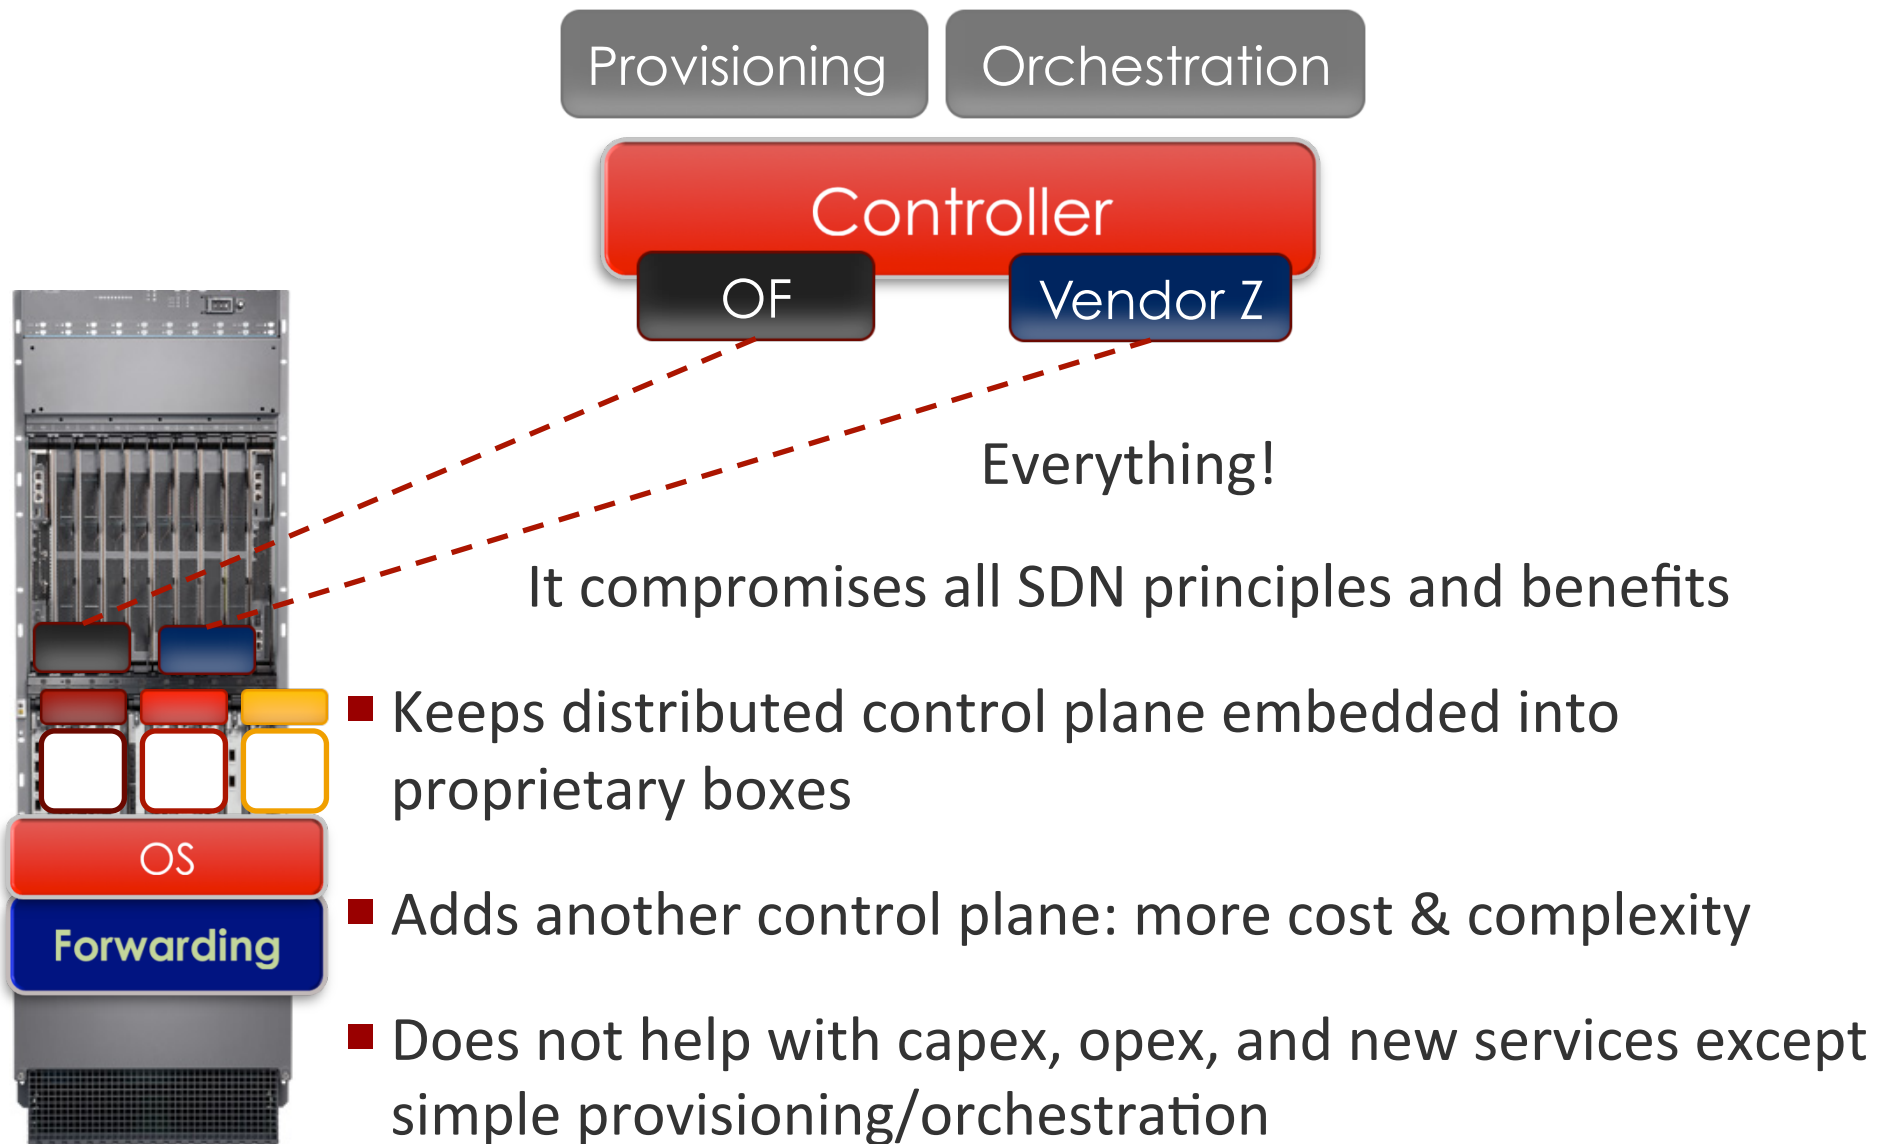 Provisioning
Orchestration
Controller
OF
Vendor Z
Everything!
It compromises all SDN principles and benefits
Keeps distributed control plane embedded into
proprietary boxes
OS
Adds another control plane: more cost & complexity
Forwarding
Does not help with capex, opex, and new services except
simple provisioning/orchestration